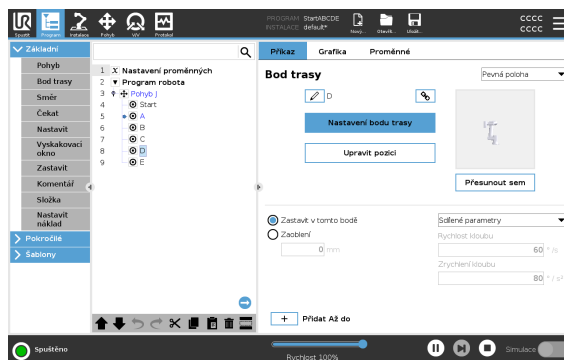 PROGRAM StartABCDE
INSTALACE default*
Spustit Program Instalace Pohyb I/V Protokol
Nový... Otevřít... Uložit...
CCCC
CCCC
Základní
Pohyb
Bod trasy
Směr
Čekat
Nastavit
Vyskakovací
okno
Zastavit
Komentář
Složka
Nastavit
náklad
Pokročilé
Šablony
1 X Nastavení proměnných
2 Program robota
3 Pohyb J
4 Start
5 A
6 B
7 C
8 D
9 E
Příkaz Grafika Proměnné
Bod trasy
Pevná poloha
D
Nastavení bodu trasy
Upravit pozici
Přesunout sem
Zastavit v tomto bodě
Zaoblení
0 mm
Sdílené parametry
Rychlost kloubu
60 ° /s
Zrychlení kloubu
80 ° / s²
+ Přidat Až do
Spuštěno
Rychlost 100%
Simulace